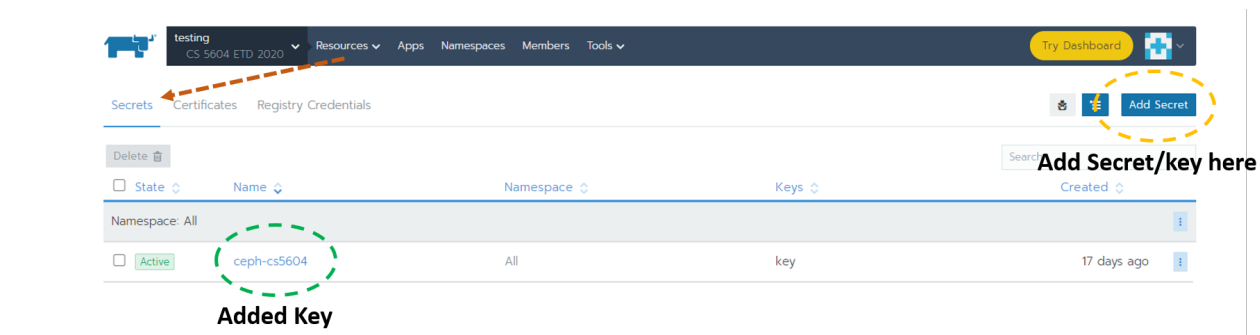 testing
CS 5604 ETD 2020
Resources Apps Namespaces Members Tools
Try Dashboard
Secrets Certificates Registry Credentials
Add Secret
Delete
Search
Add Secret/key here
State Name Namespace Keys Created
Namespace: All
Active ceph-cs5604 All key 17 days ago
Added Key